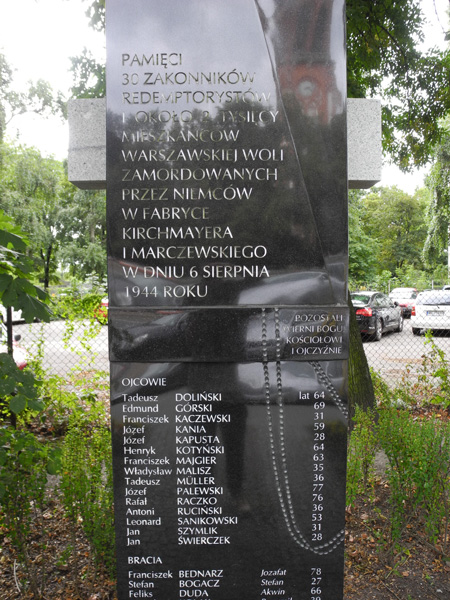 PAMIĘCI
30 ZAKONNIKÓW
REDEMPTORYSTÓW
I OKOŁO 2 TYSIĘCY
MIESZKAŃCÓW
WARSZAWSKIEJ WOLI
ZAMORDOWANYCH
PRZEZ NIEMCÓW
W FABRYCE
KIRCHMAYERA
I MARCZEWSKIEGO
W DNIU 6 SIERPNIA
1944 ROKU
POZOSTALI
WIERNI BOGU
KOŚCIOŁOWI
I OJCZYŹNIE
OJCOWIE
Tadeusz DOLIŃSKI lat 64
Edmund GÓRSKI 69
Franciszek KACZEWSKI 31
Józef KANIA 59
Józef KAPUSTA 28
Henryk KOTYŃSKI 64
Franciszek MAJGIER 63
Władysław MALISZ 35
Tadeusz MÜLLER 36
Józef PALEWSKI 77
Rafał RACZKO 76
Antoni RUCIŃSKI 36
Leonard SANIKOWSKI 53
Jan SZYMLIK 31
Jan ŚWIERCZEK 28
BRACIA
Franciszek BEDNARZ Jozafat 78
Stefan BOGACZ Stefan 27
Feliks DUDA Akwin 66